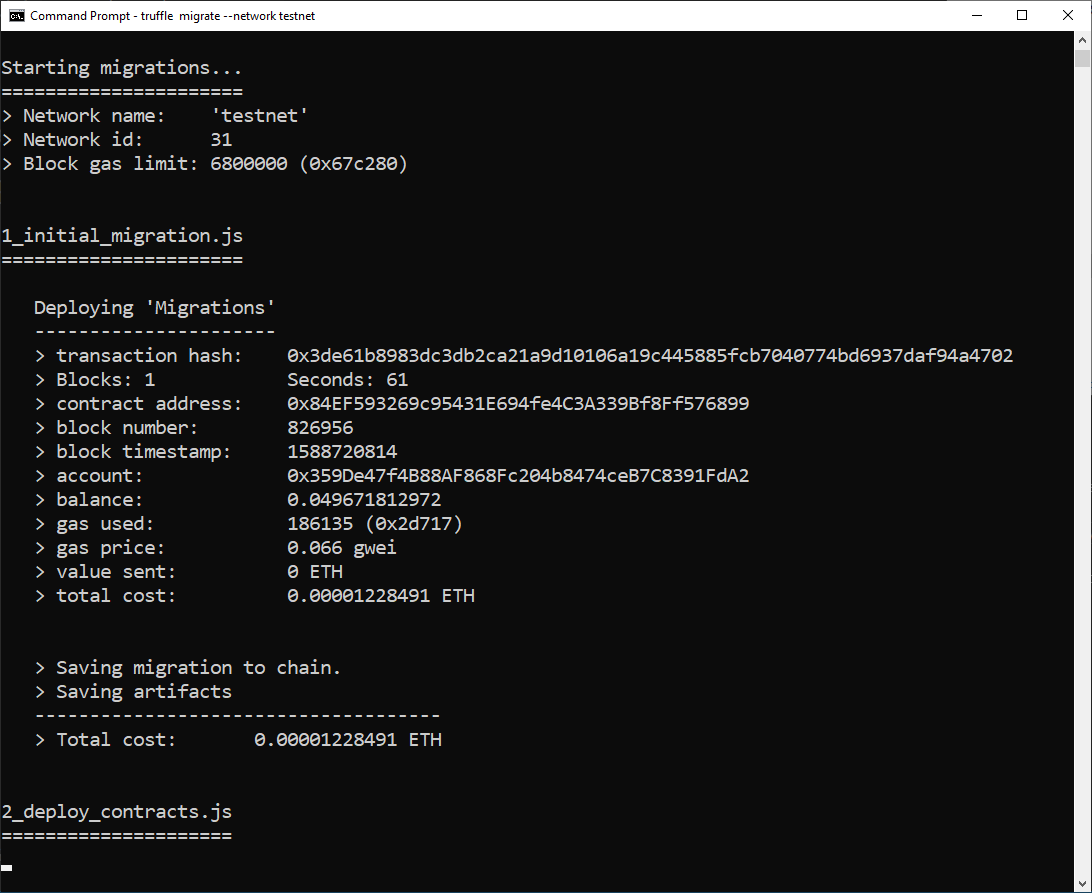 Command Prompt - truffle  migrate --network testnet
Starting migrations...
======================
> Network name:    'testnet'
> Network id:      31
> Block gas limit: 6800000 (0x67c280)
1_initial_migration.js
======================
   Deploying 'Migrations'
   ----------------------
   > transaction hash:    0x3de61b8983dc3db2ca21a9d10106a19c445885fcb7040774bd6937daf94a4702
   > Blocks: 1            Seconds: 61
   > contract address:    0x84EF593269c95431E694fe4C3A339Bf8Ff576899
   > block number:        826956
   > block timestamp:     1588720814
   > account:             0x359De47f4B88AF868Fc204b8474ceB7C8391FdA2
   > balance:             0.049671812972
   > gas used:            186135 (0x2d717)
   > gas price:           0.066 gwei
   > value sent:          0 ETH
   > total cost:          0.00001228491 ETH
   > Saving migration to chain.
   > Saving artifacts
   -------------------------------------
   > Total cost:       0.00001228491 ETH
2_deploy_contracts.js
=====================